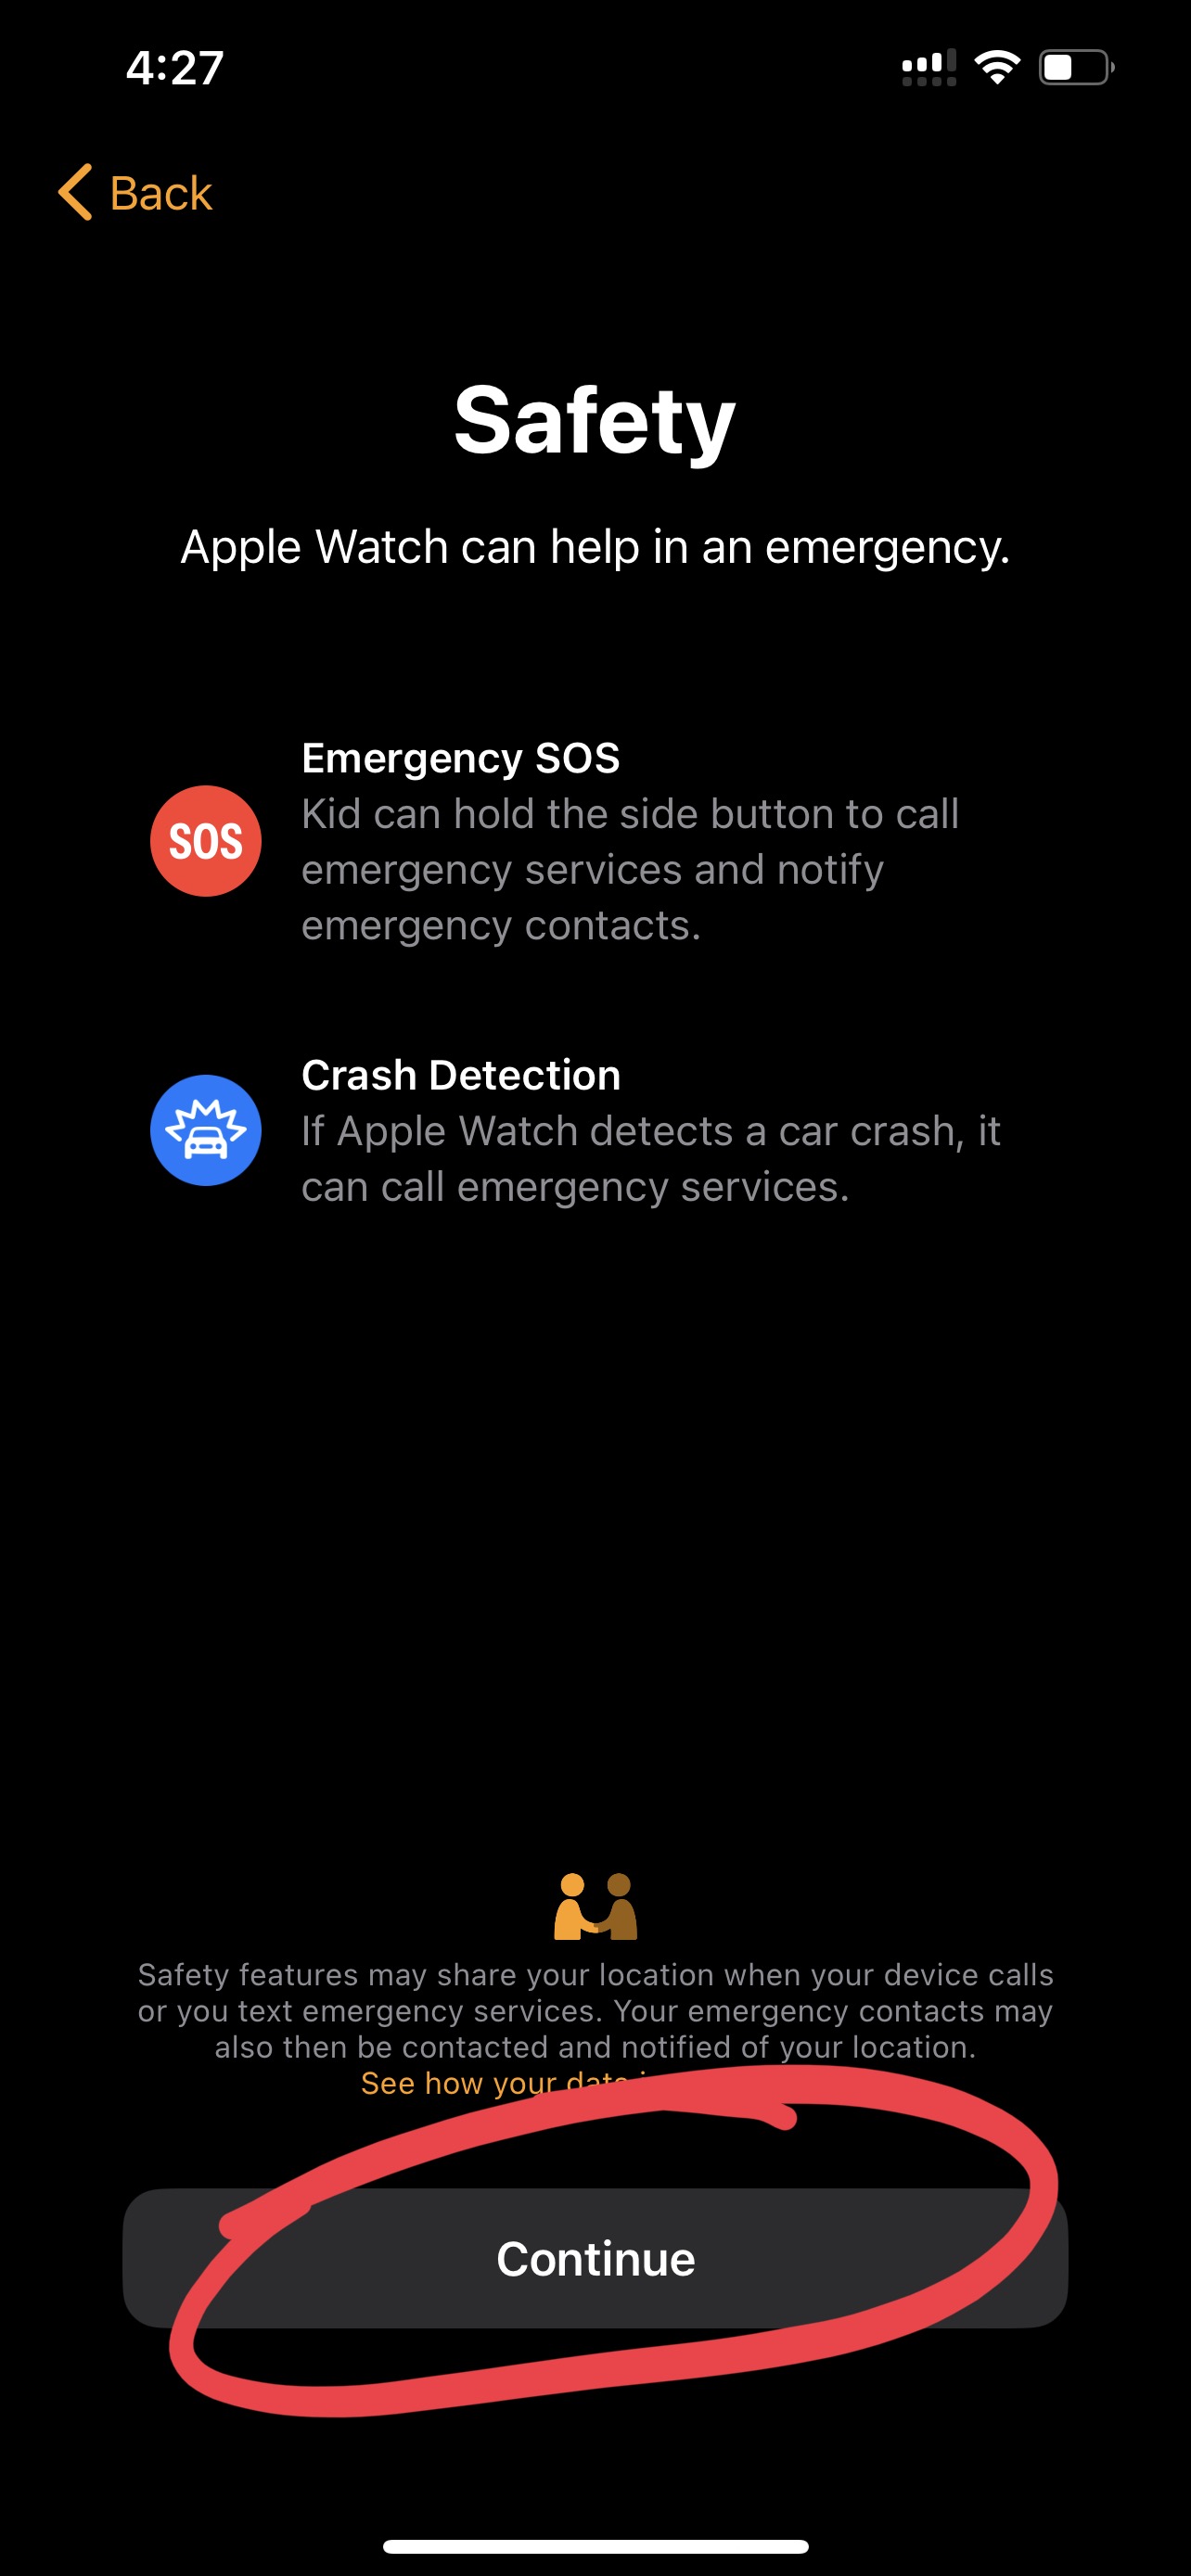 4:27
Back
Safety
Apple Watch can help in an emergency.
Emergency SOS
SOS
Kid can hold the side button to call
emergency services and notify
emergency contacts.
Crash Detection
If Apple Watch detects a car crash, it
can call emergency services.
Safety features may share your location when your device calls
or you text emergency services. Your emergency contacts may
also then be contacted and notified of your location.
See how your data
Continue